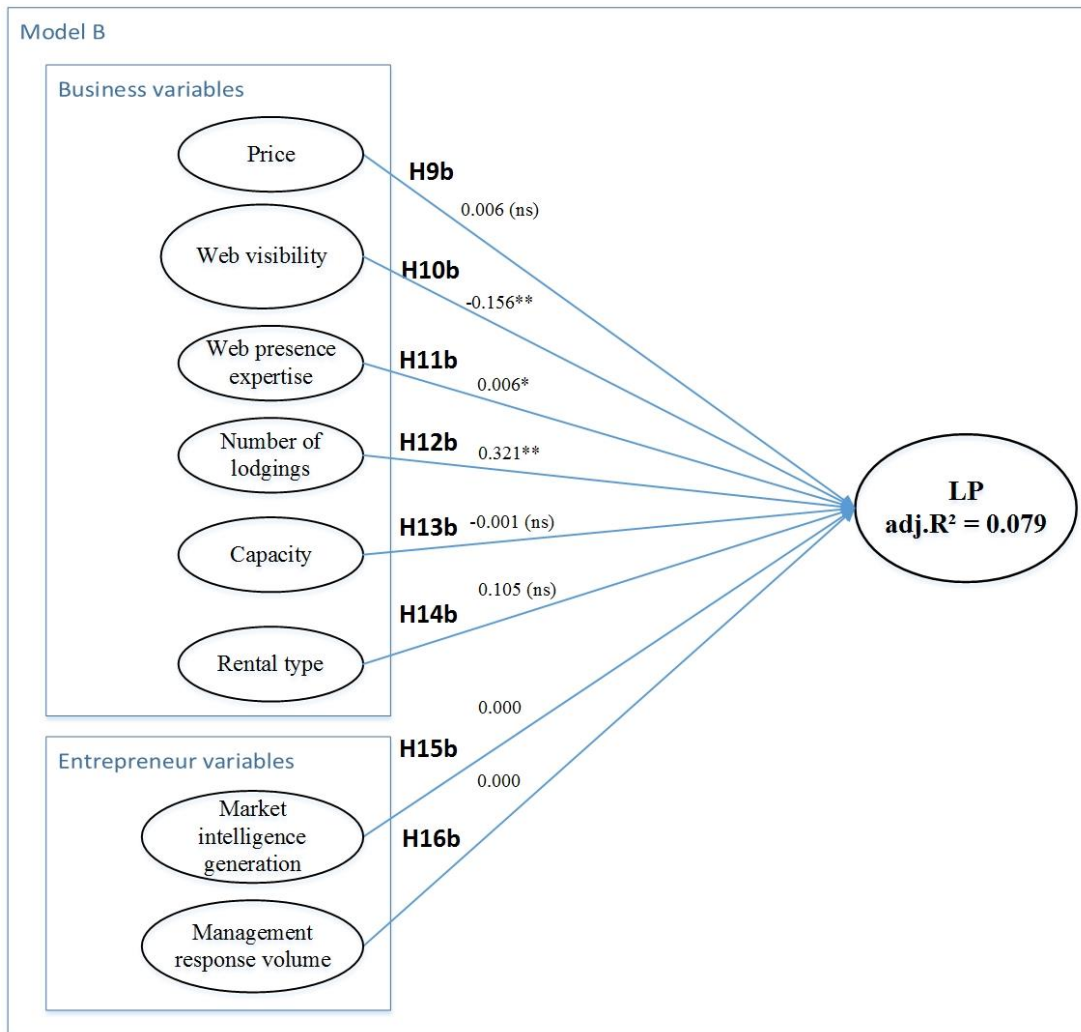 Model B
Business variables
Price
H9b
0.006 (ns)
Web visibility
H10b
-0.156**
Web presence
expertise
H11b
0.006*
Number of
lodgings
H12b
0.321**
Capacity
H13b
-0.001 (ns)
Rental type
H14b
0.105 (ns)
LP
adj.R² = 0.079
Entrepreneur variables
Market
intelligence
generation
H15b
0.000
Management
response volume
H16b
0.000